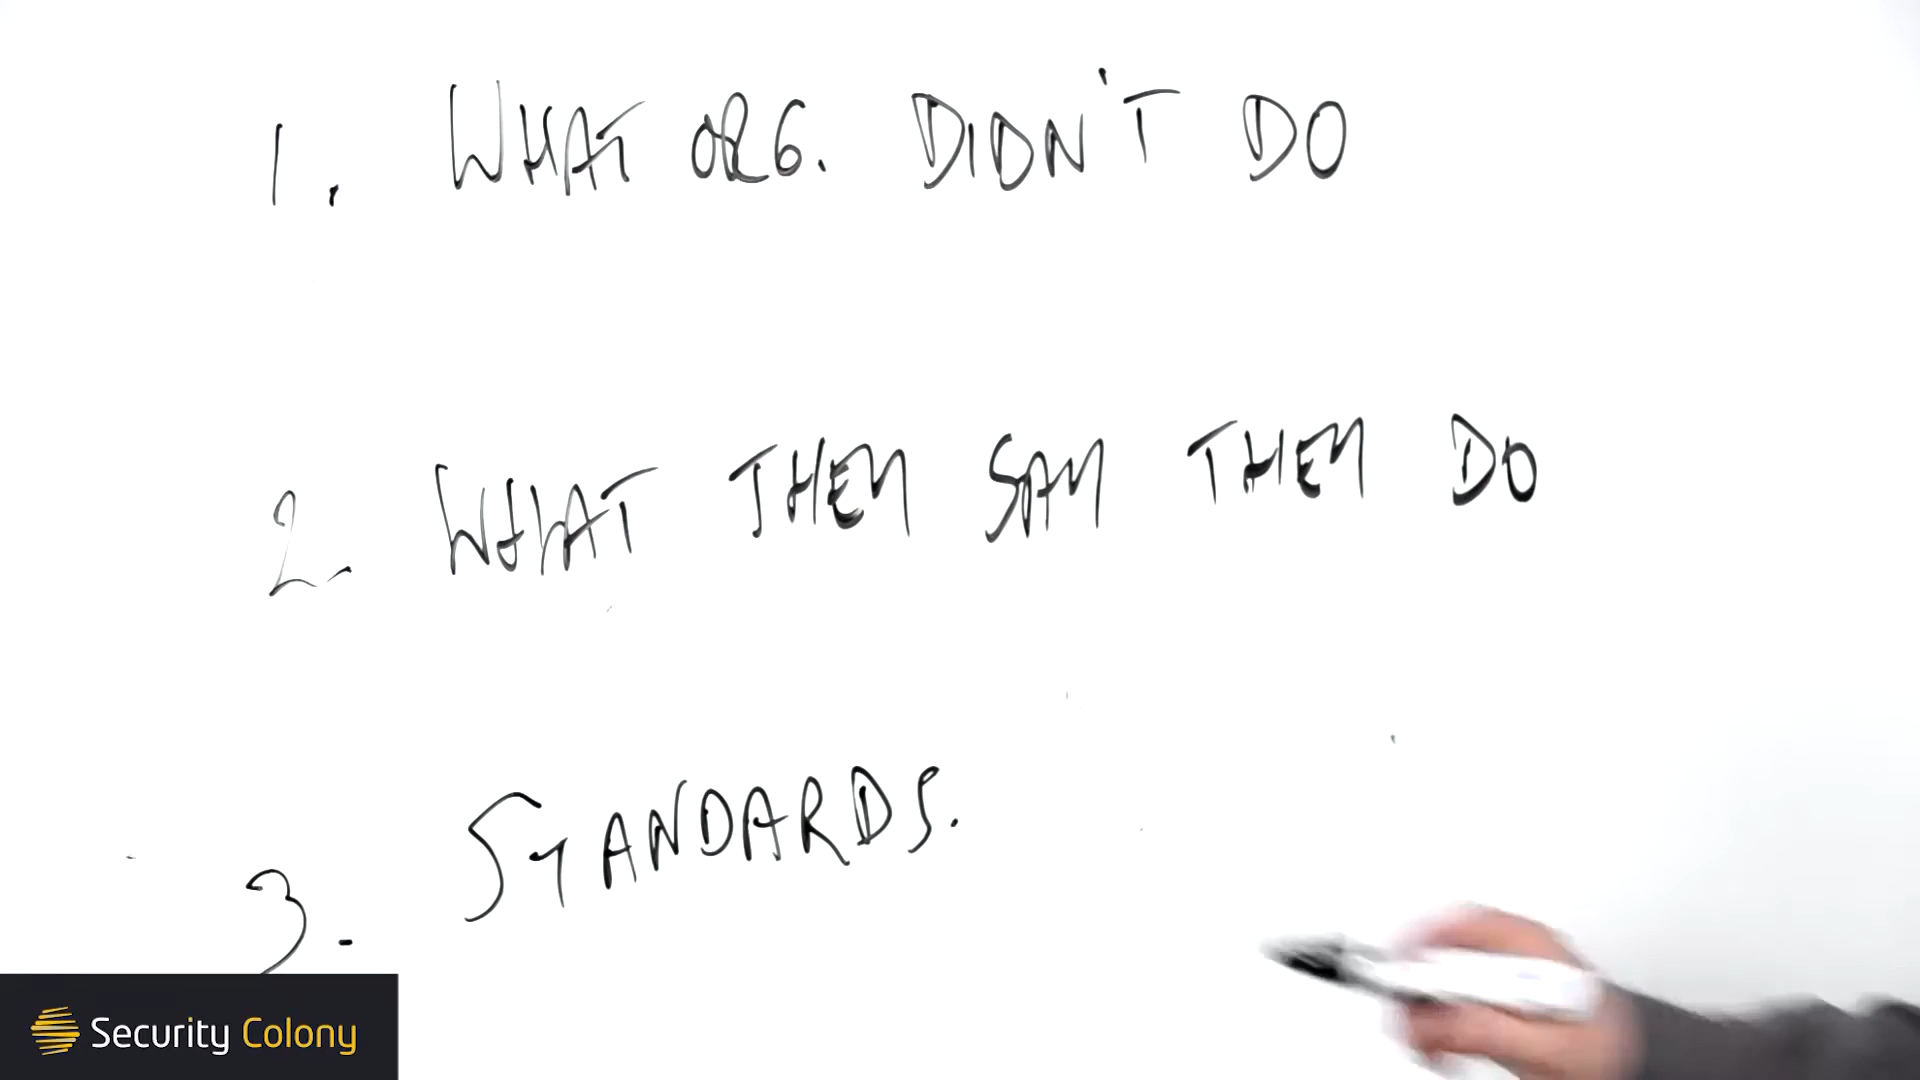 1. WHAT ORG. DIDN'T DO
2. WHAT THEY SAY THEY DO
3. STANDARDS.
Security Colony